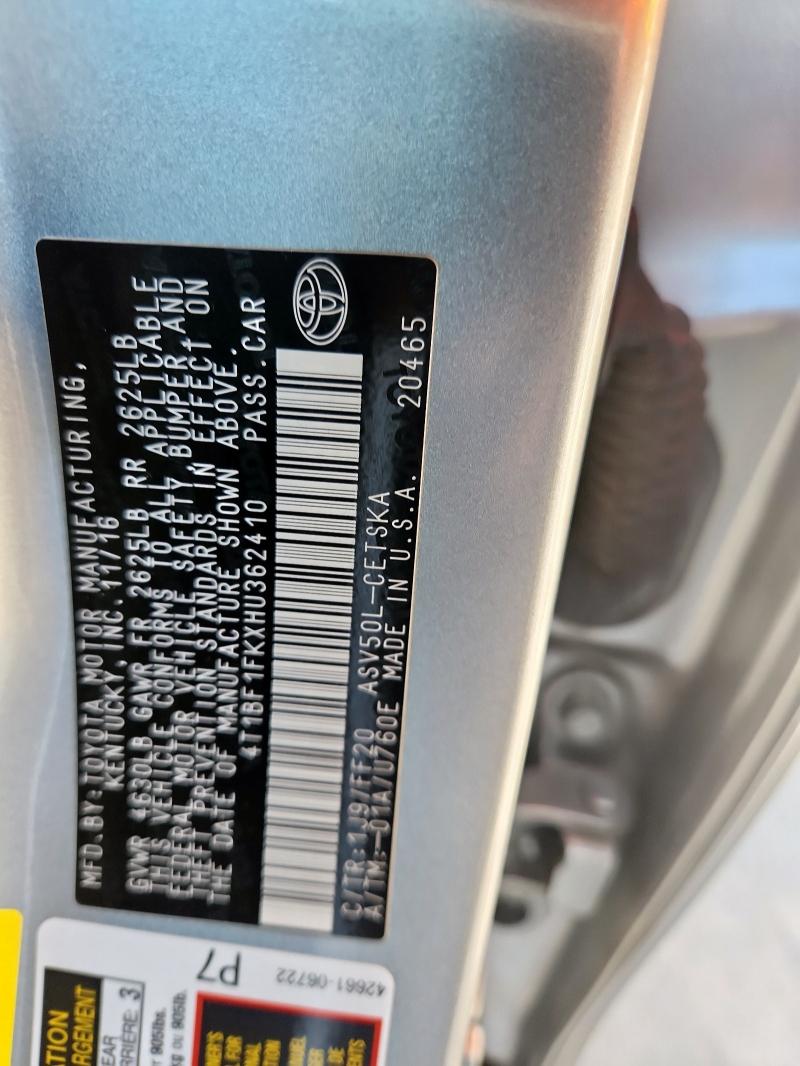 MFD.BY:TOYOTA MOTOR MANUFACTURING,
KENTUCKY, INC. 11/16
GVWR 4630LB GAWR FR 2625LB RR 2625LB
THIS VEHICLE CONFORMS TO ALL APPLICABLE
FEDERAL MOTOR VEHICLE SAFETY,BUMPER,AND
THEFT PREVENTION STANDARDS IN EFFECT ON
THE DATE OF MANUFACTURE SHOWN ABOVE.
4T1BF1FKXHU362410 PASS.CAR
C/TR:1J9/FF20 ASV50L-CETSKA
A/TM:-01A/U760E MADE IN U.S.A. 20465
P7
42661-06722
3
905lbs.
905lb.